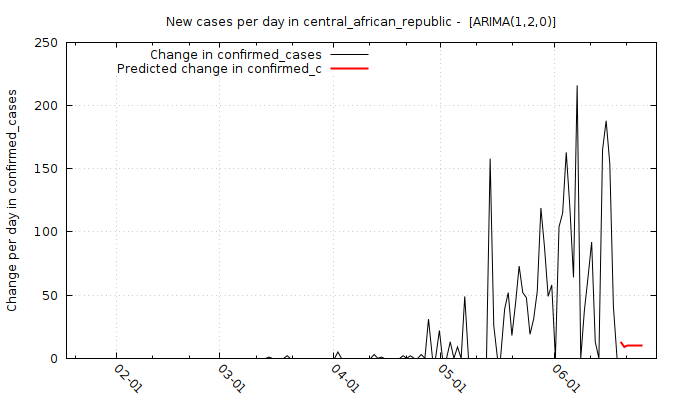 New cases per day in central_african_republic -  [ARIMA(1,2,0)]
Change per day in confirmed_cases
Change in confirmed_cases
Predicted change in confirmed_c
250
200
150
100
50
0
02-01
03-01
04-01
05-01
06-01